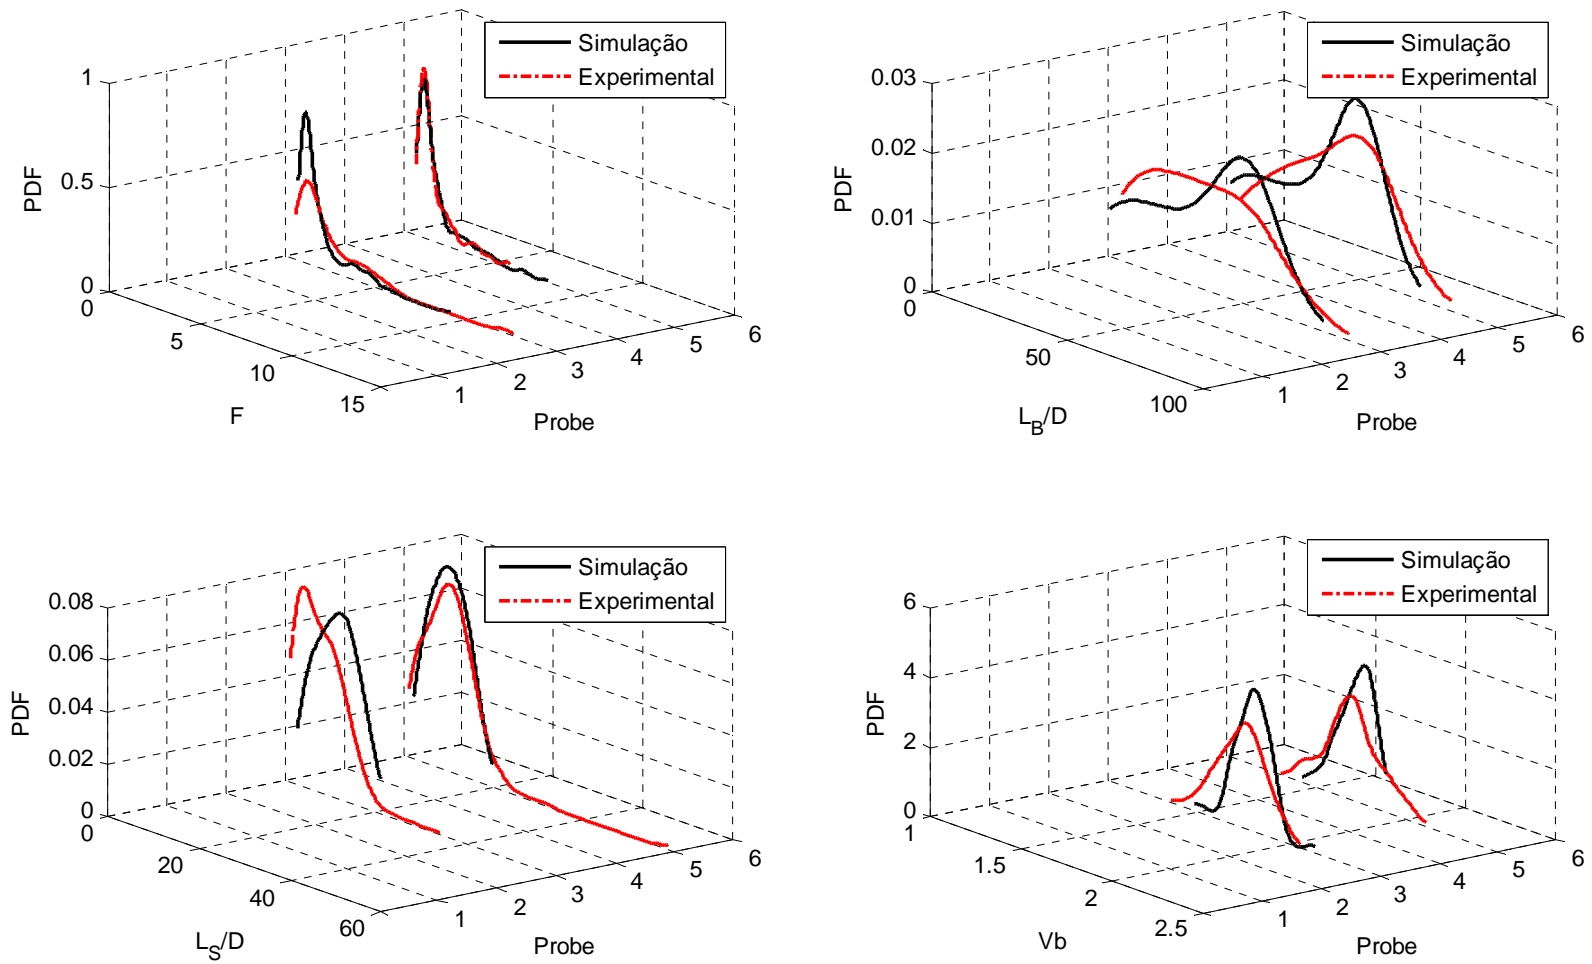 Simulação
Experimental
1
0.5
0
PDF
0
5
10
15
F
1
2
3
4
5
6
Probe
Simulação
Experimental
0.03
0.02
0.01
0
PDF
0
50
100
L_B/D
1
2
3
4
5
6
Probe
Simulação
Experimental
0.08
0.06
0.04
0.02
0
PDF
0
20
40
60
L_S/D
1
2
3
4
5
6
Probe
Simulação
Experimental
6
4
2
0
PDF
1
1.5
2
2.5
Vb
1
2
3
4
5
6
Probe